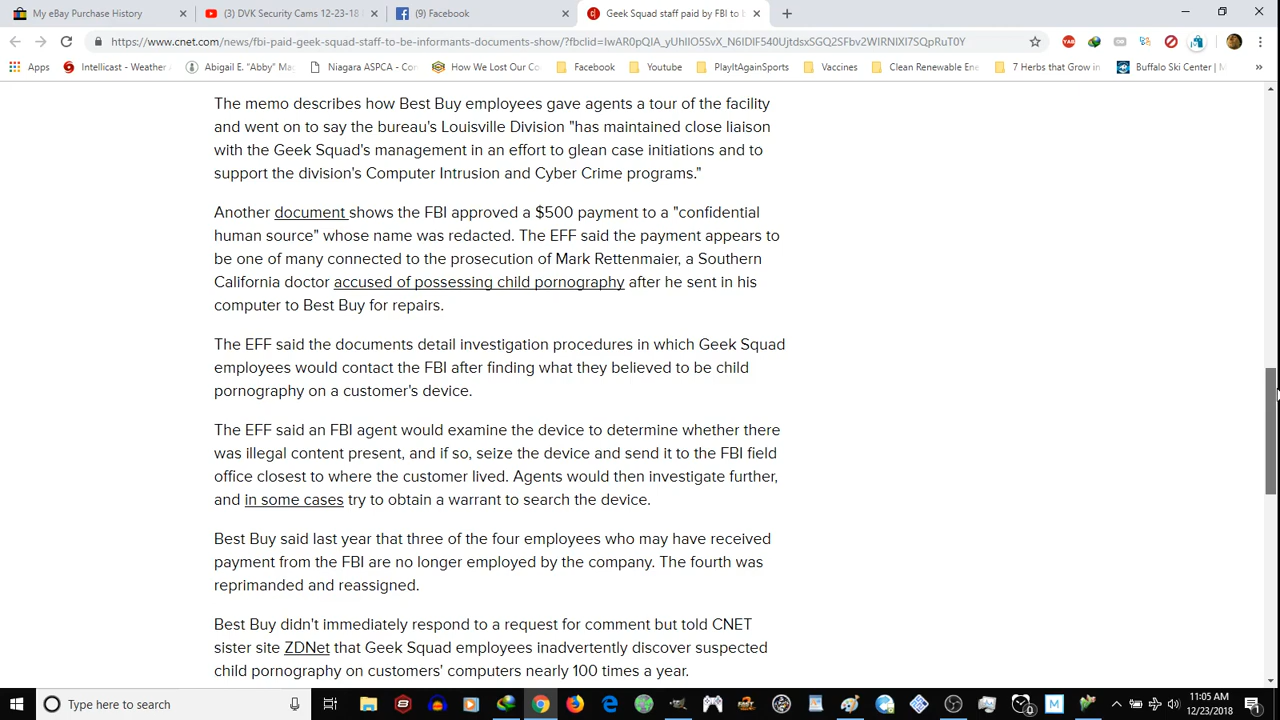 My eBay Purchase History
(3) DVK Security Cams 12-23-18
(9) Facebook
Geek Squad staff paid by FBI to b
https://www.cnet.com/news/fbi-paid-geek-squad-staff-to-be-informants-documents-show/?fbclid=IwAR0pQIA_yUhIIO5SvX_N6IDIF540UjtdsxSGQ2SFbv2WIRNIXI7SQpRuT0Y
Apps
Intellicast - Weather
Abigail E. "Abby" Ma
Niagara ASPCA - Co
How We Lost Our Co
Facebook
Youtube
PlayItAgainSports
Vaccines
Clean Renewable En
7 Herbs that Grow in
Buffalo Ski Center |
The memo describes how Best Buy employees gave agents a tour of the facility
and went on to say the bureau's Louisville Division "has maintained close liaison
with the Geek Squad's management in an effort to glean case initiations and to
support the division's Computer Intrusion and Cyber Crime programs."
Another document shows the FBI approved a $500 payment to a "confidential
human source" whose name was redacted. The EFF said the payment appears to
be one of many connected to the prosecution of Mark Rettenmaier, a Southern
California doctor accused of possessing child pornography after he sent in his
computer to Best Buy for repairs.
The EFF said the documents detail investigation procedures in which Geek Squad
employees would contact the FBI after finding what they believed to be child
pornography on a customer's device.
The EFF said an FBI agent would examine the device to determine whether there
was illegal content present, and if so, seize the device and send it to the FBI field
office closest to where the customer lived. Agents would then investigate further,
and in some cases try to obtain a warrant to search the device.
Best Buy said last year that three of the four employees who may have received
payment from the FBI are no longer employed by the company. The fourth was
reprimanded and reassigned.
Best Buy didn't immediately respond to a request for comment but told CNET
sister site ZDNet that Geek Squad employees inadvertently discover suspected
child pornography on customers' computers nearly 100 times a year.
Type here to search
11:05 AM
12/23/2018